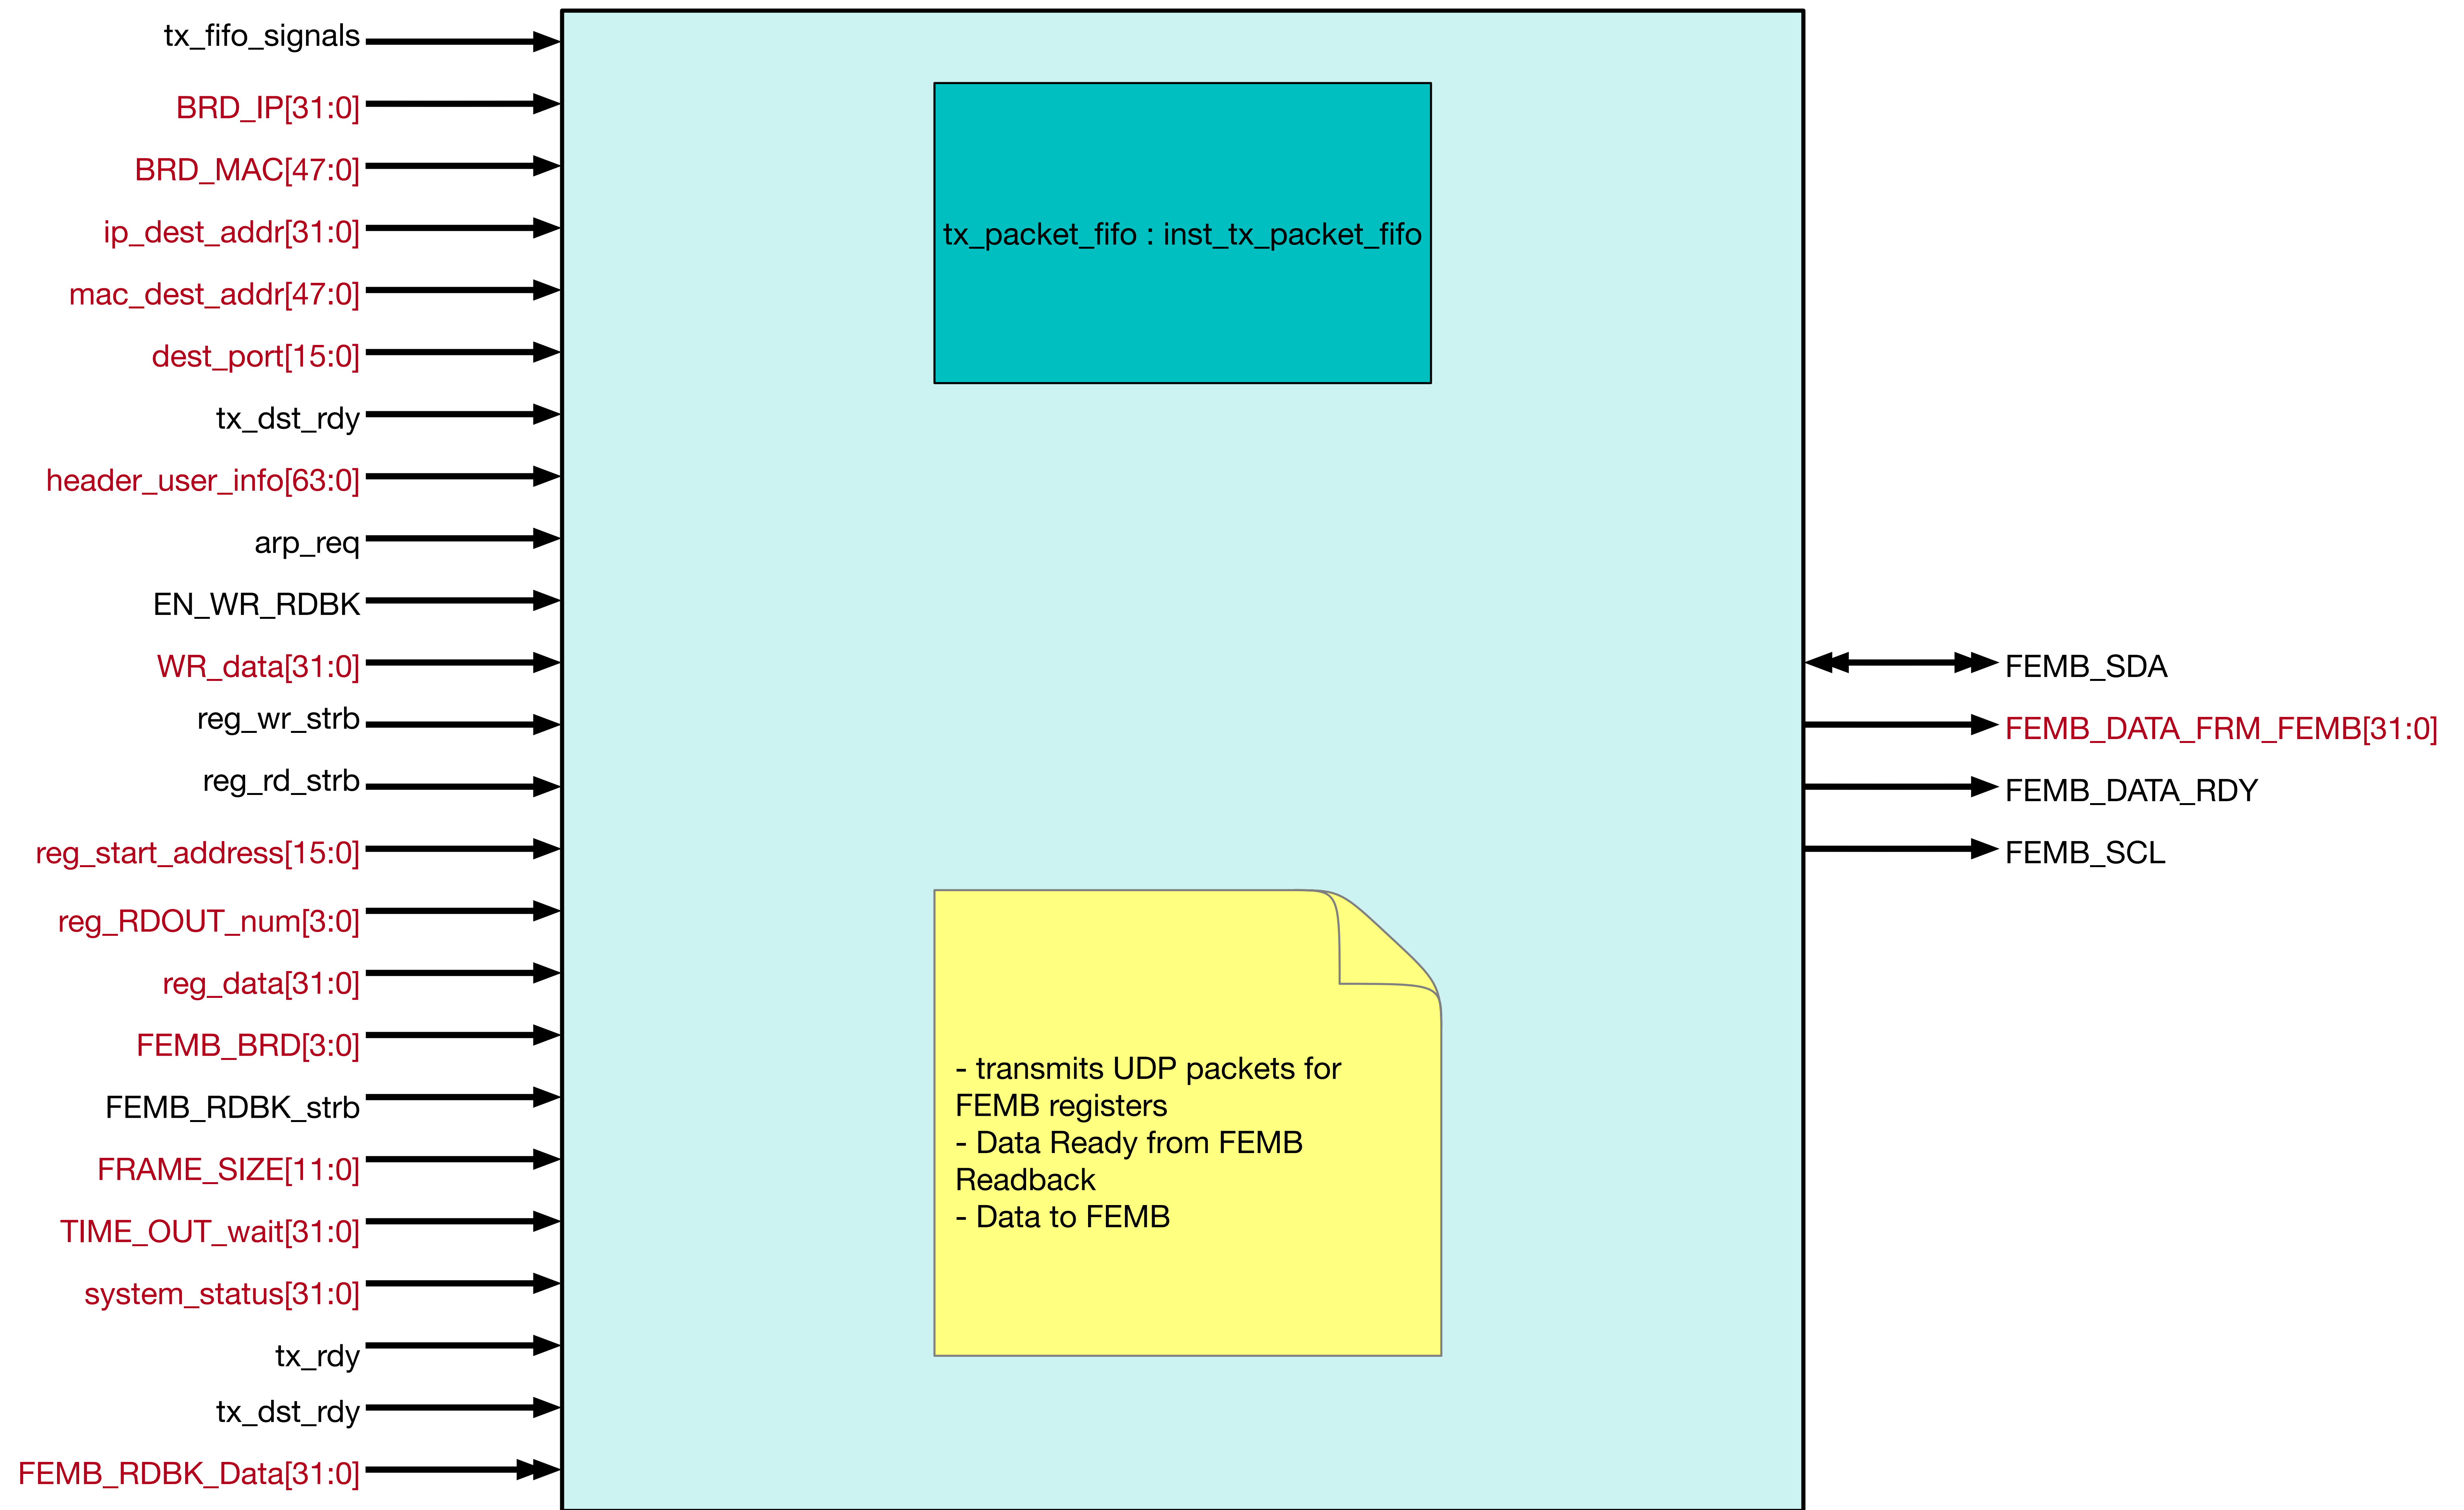 tx_fifo_signals
BRD_IP[31:0]
BRD_MAC[47:0]
ip_dest_addr[31:0]
mac_dest_addr[47:0]
dest_port[15:0]
tx_dst_rdy
header_user_info[63:0]
arp_req
EN_WR_RDBK
WR_data[31:0]
reg_wr_strb
reg_rd_strb
reg_start_address[15:0]
reg_RDOUT_num[3:0]
reg_data[31:0]
FEMB_BRD[3:0]
FEMB_RDBK_strb
FRAME_SIZE[11:0]
TIME_OUT_wait[31:0]
system_status[31:0]
tx_rdy
tx_dst_rdy
FEMB_RDBK_Data[31:0]
tx_packet_fifo : inst_tx_packet_fifo
- transmits UDP packets for
FEMB registers
- Data Ready from FEMB
Readback
- Data to FEMB
FEMB_SDA
FEMB_DATA_FRM_FEMB[31:0]
FEMB_DATA_RDY
FEMB_SCL